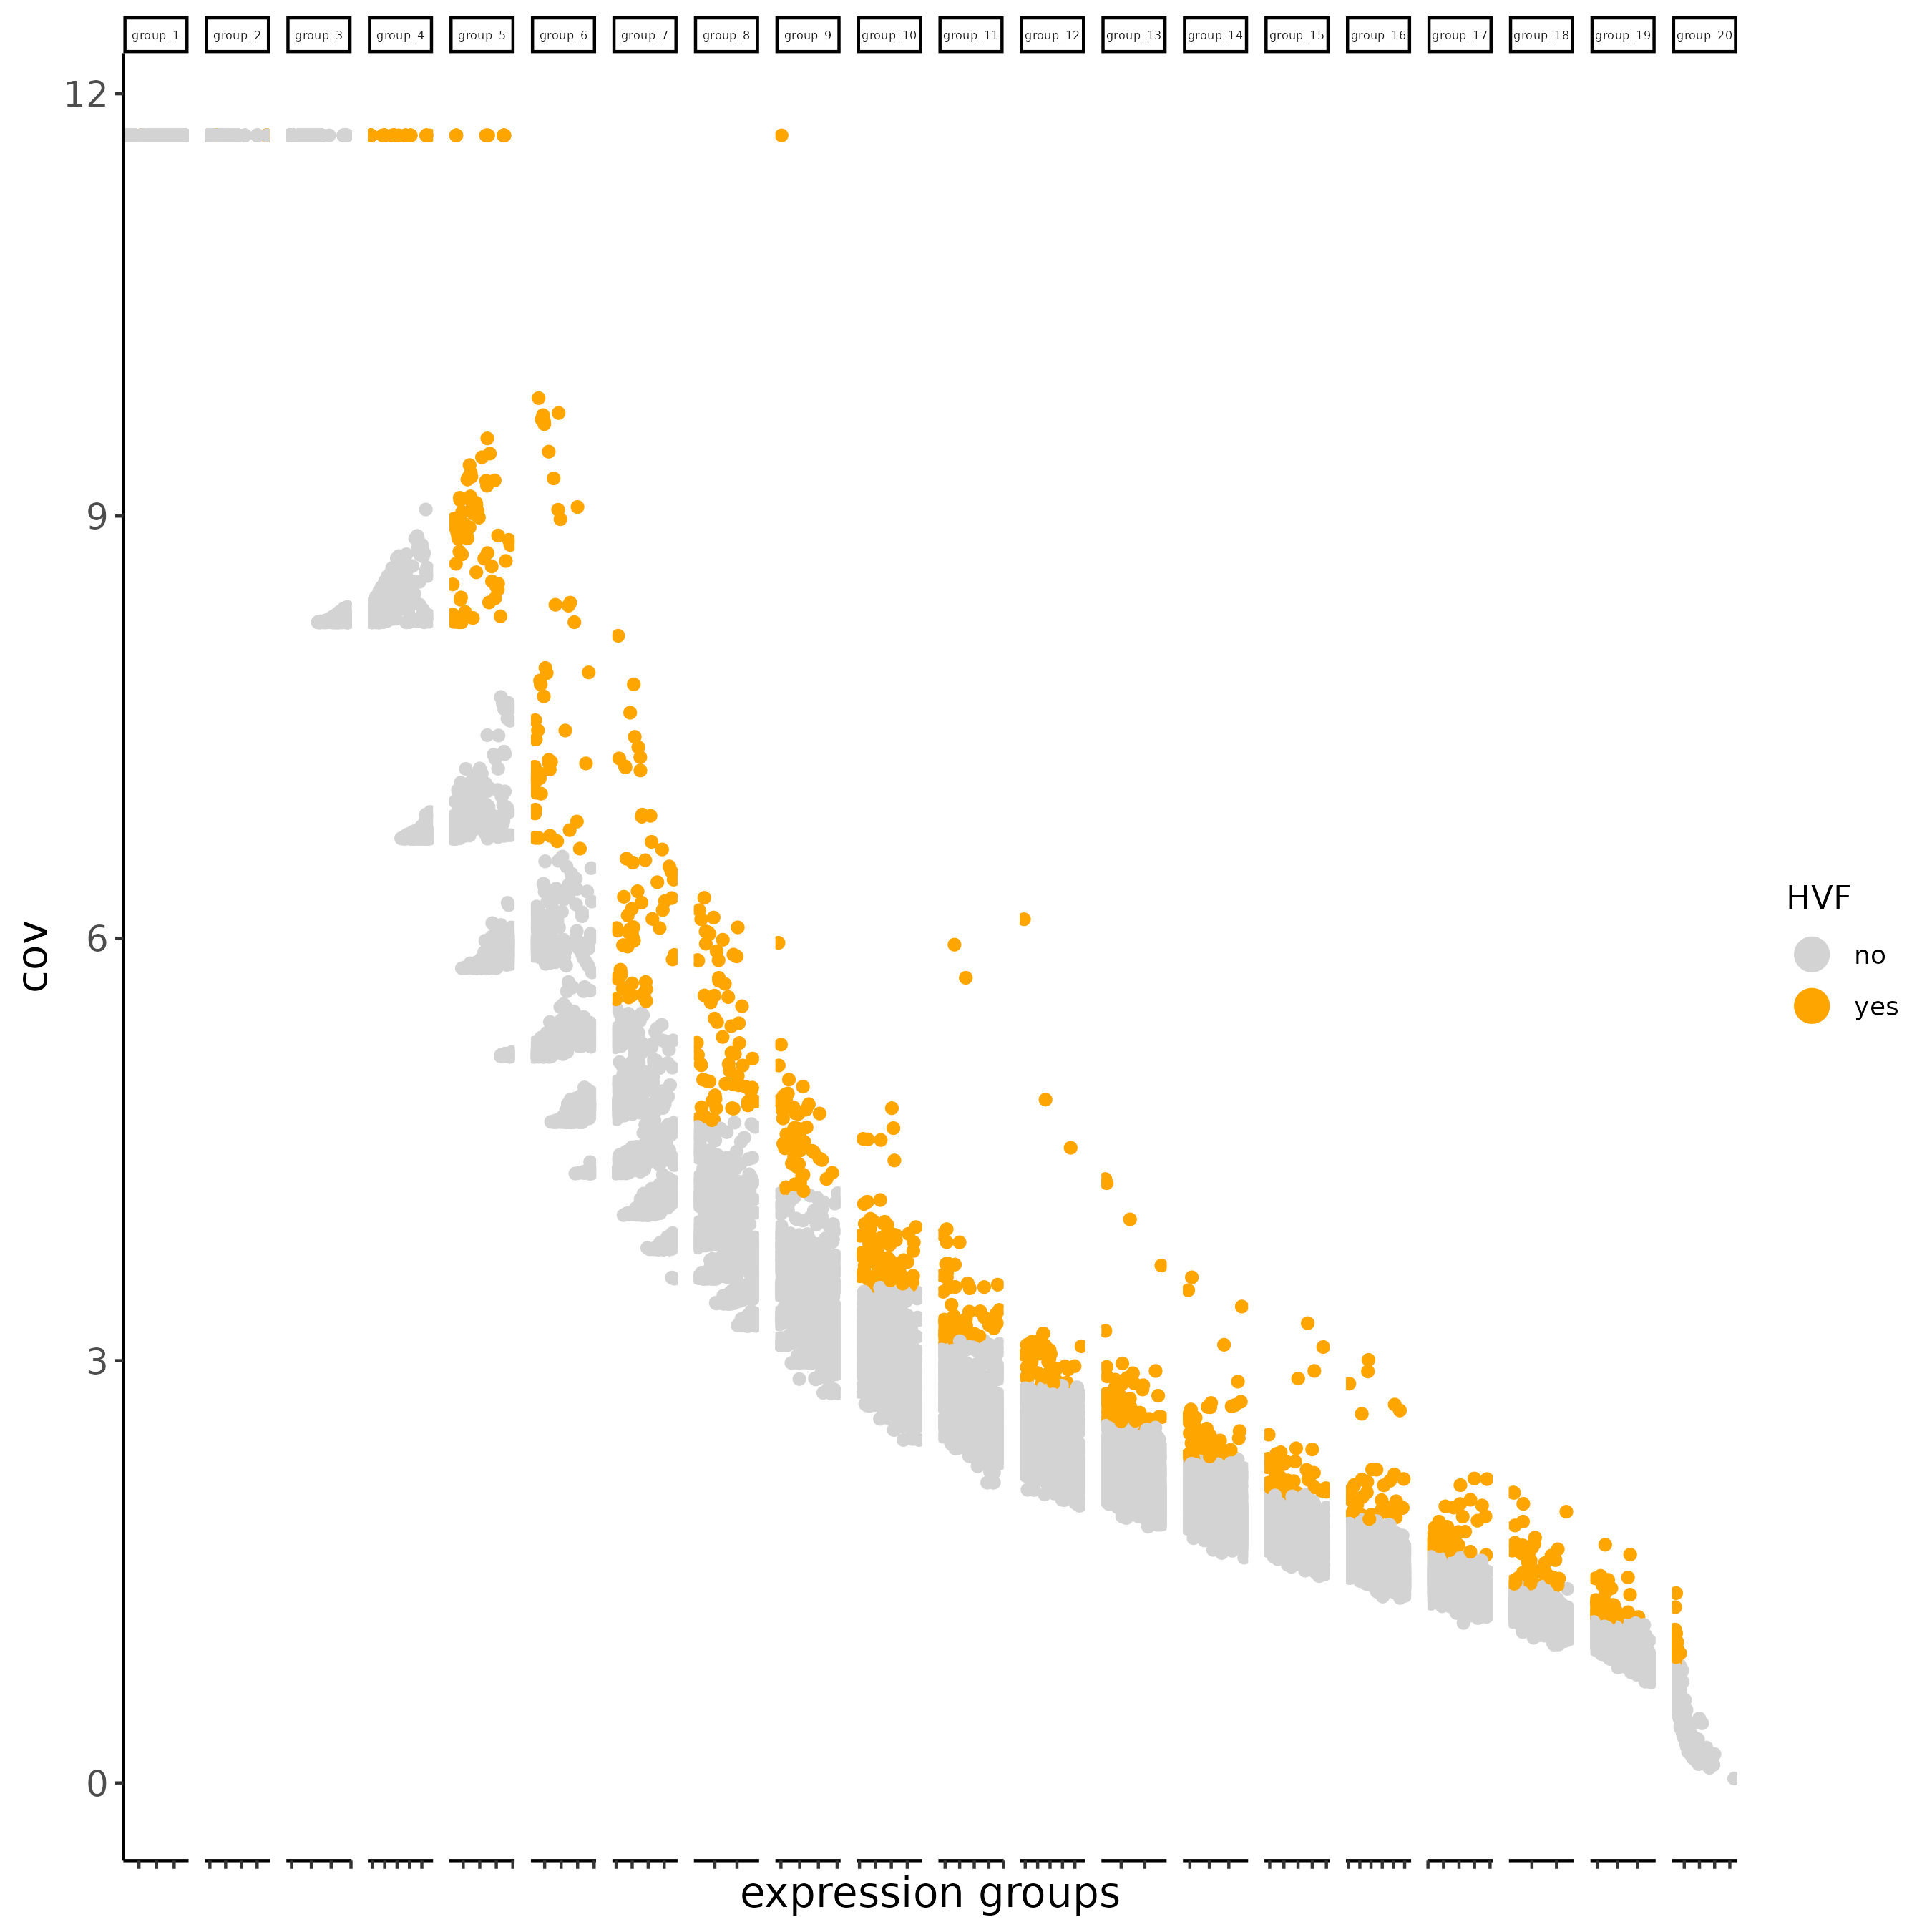 group_1 group_2 group_3 group_4 group_5 group_6 group_7 group_8 group_9 group_10 group_11 group_12 group_13 group_14 group_15 group_16 group_17 group_18 group_19 group_20
12
9
6
3
0
cov
expression groups
HVF
no
yes